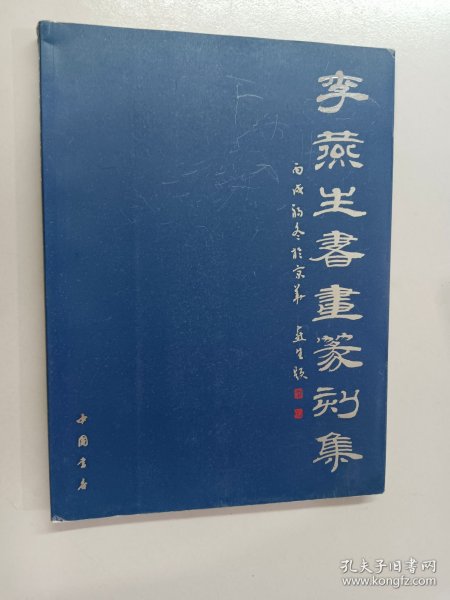 李燕生書畫篆刻集
丙戌初冬於京華 燕生題
中國書店
孔夫子旧书网
www.kongfz.com